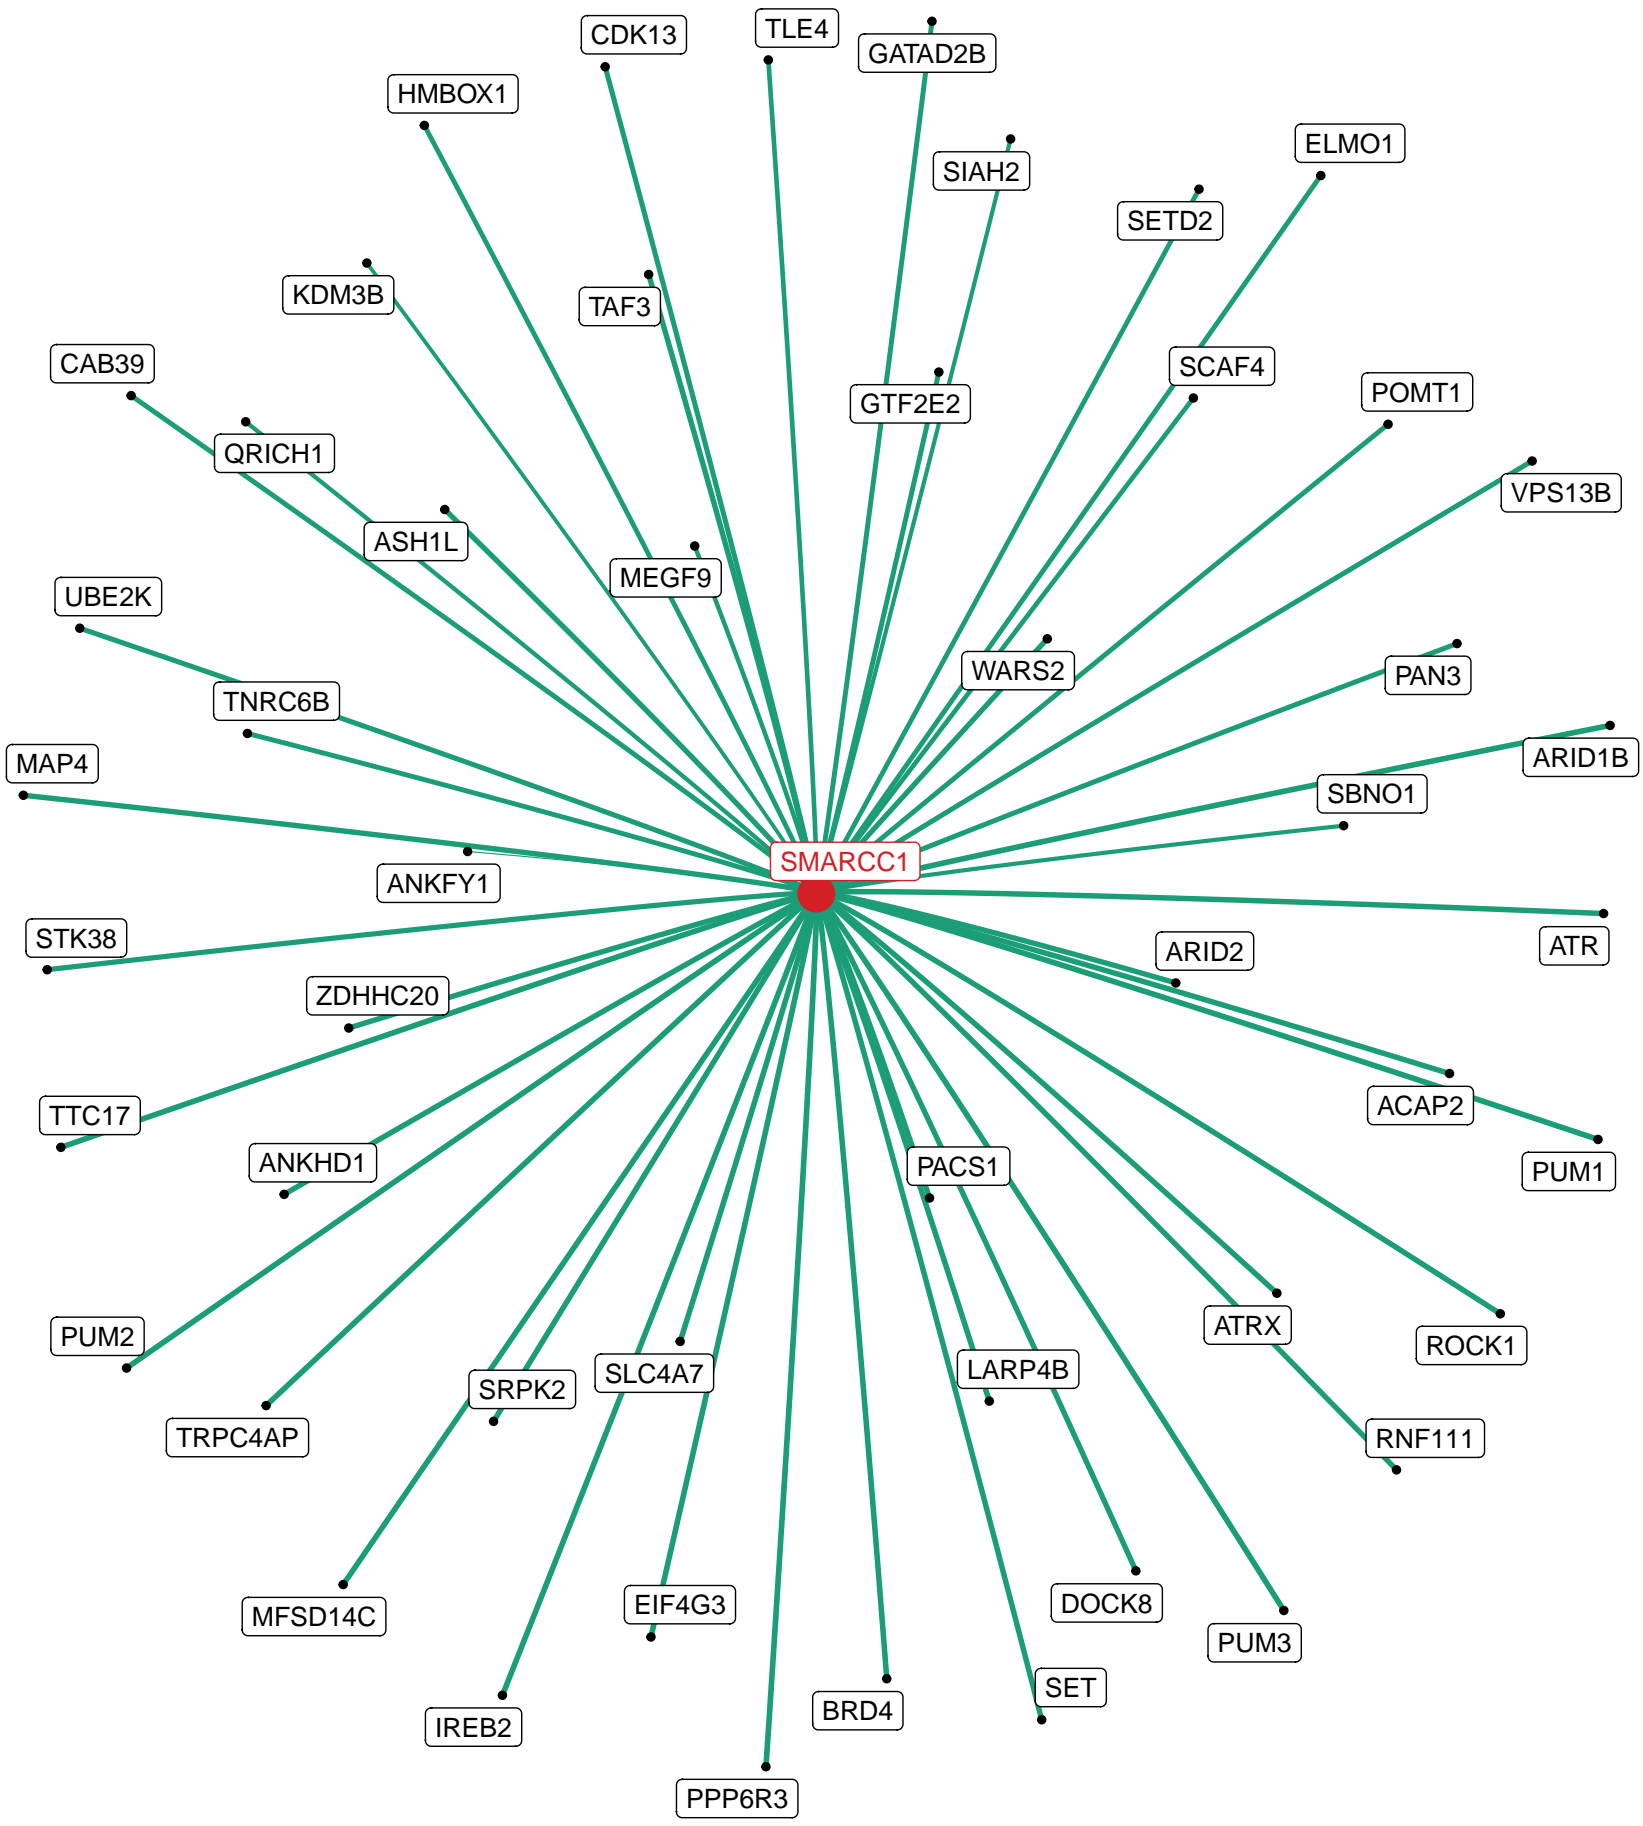 TLE4
CDK13
GATAD2B
HMBOX1
ELMO1
SIAH2
SETD2
KDM3B
TAF3
CAB39
SCAF4
POMT1
GTF2E2
QRICH1
VPS13B
ASH1L
MEGF9
UBE2K
WARS2
PAN3
TNRC6B
ARID1B
MAP4
SBNO1
SMARCC1
ANKFY1
STK38
ATR
ARID2
ZDHHC20
ACAP2
TTC17
ANKHD1
PACS1
PUM1
ATRX
PUM2
ROCK1
LARP4B
SLC4A7
SRPK2
TRPC4AP
RNF111
DOCK8
EIF4G3
MFSD14C
PUM3
SET
BRD4
IREB2
PPP6R3